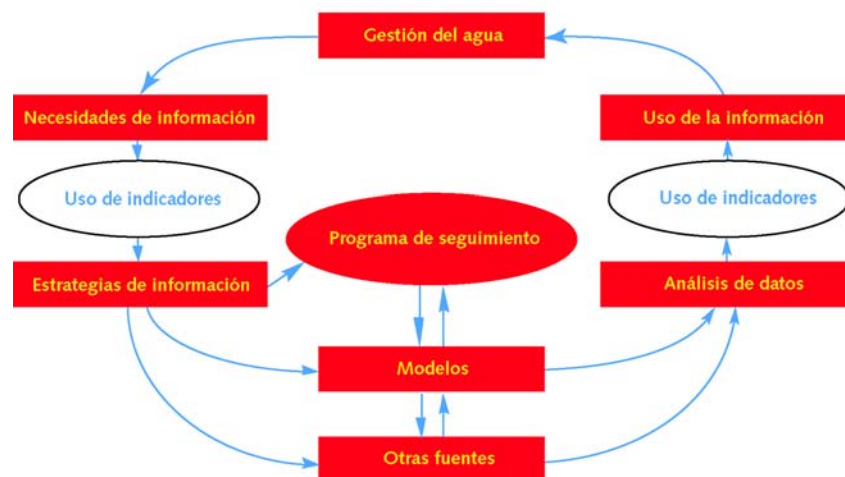 Gestión del agua
Necesidades de información
Uso de la información
Uso de indicadores
Uso de indicadores
Programa de seguimiento
Estrategias de información
Análisis de datos
Modelos
Otras fuentes